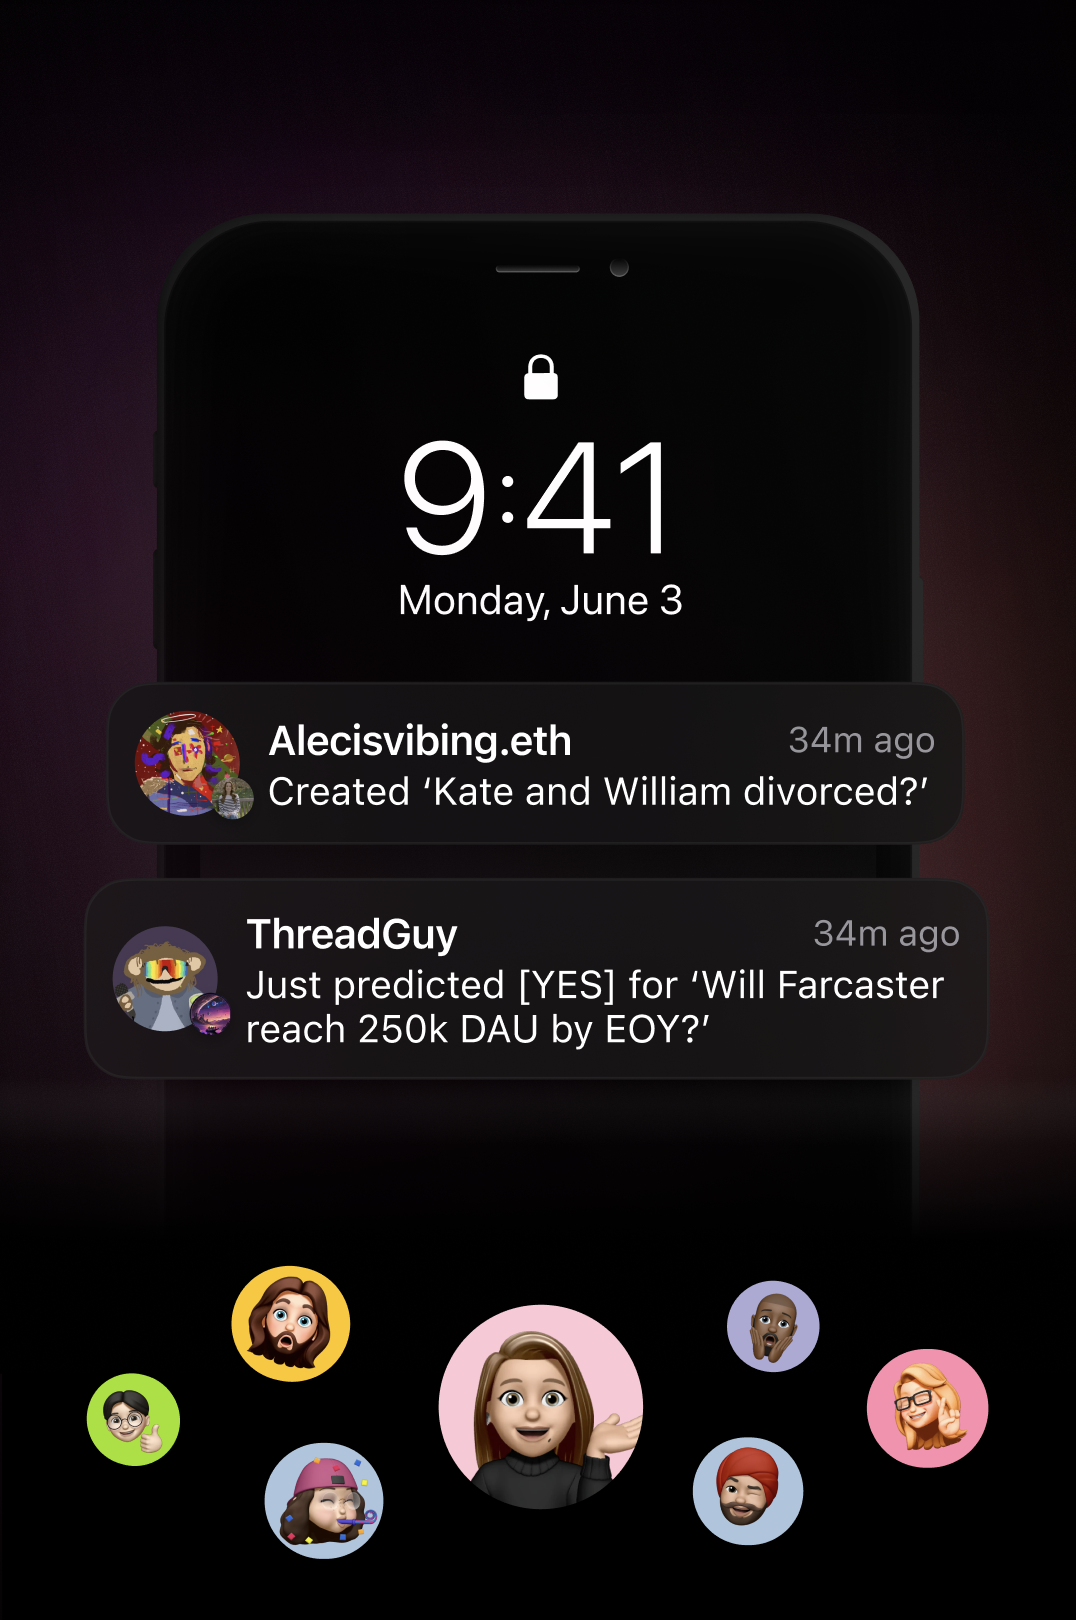 9:41
Monday, June 3
Alecisvibing.eth
34m ago
Created ‘Kate and William divorced?’
ThreadGuy
34m ago
Just predicted [YES] for ‘Will Farcaster
reach 250k DAU by EOY?’